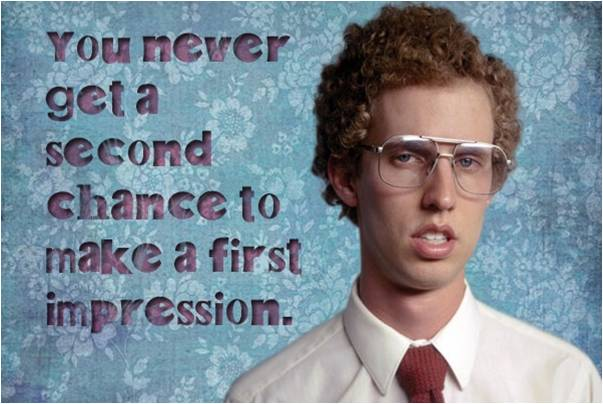 You never
get a
second
chance to
make a first
impression.